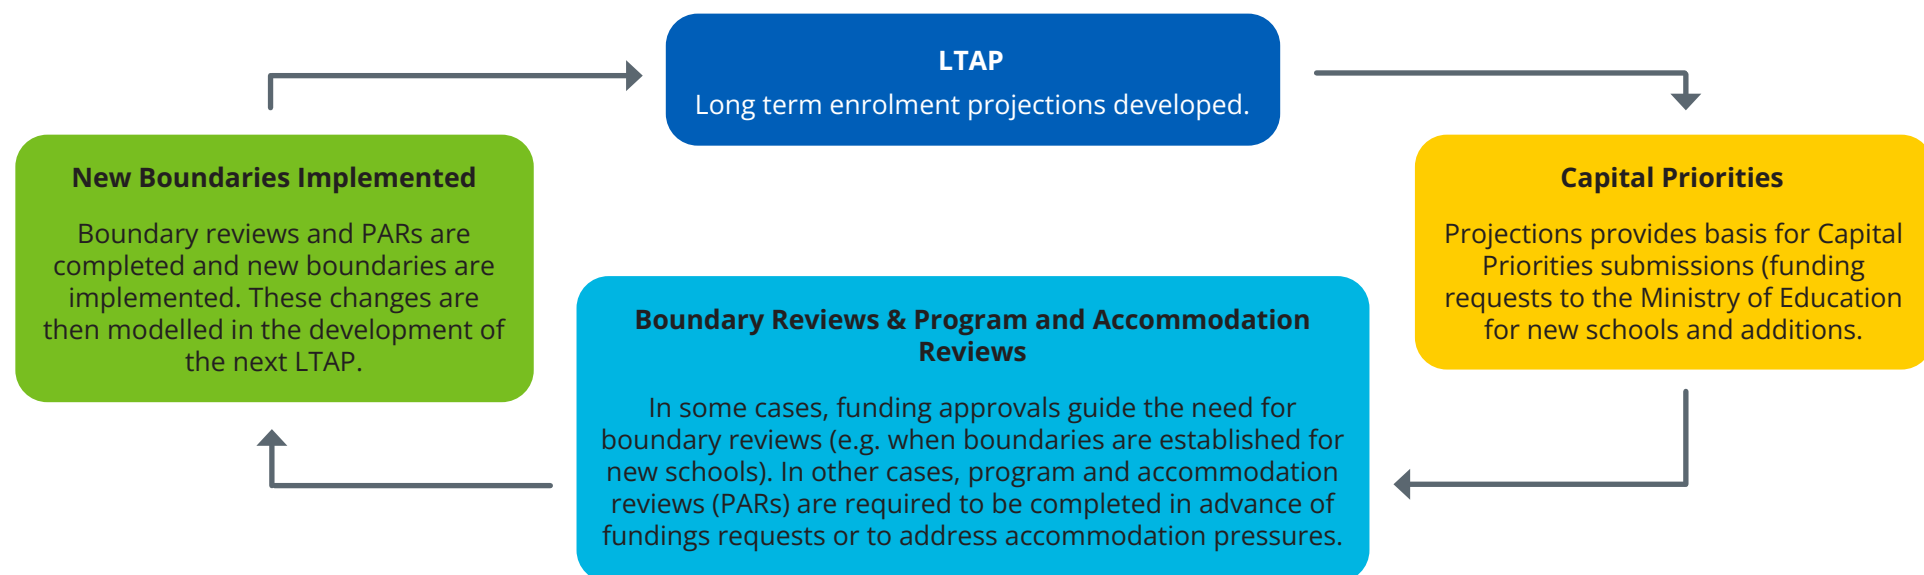 LTAP
Long term enrolment projections developed.
New Boundaries Implemented
Boundary reviews and PARs are
completed and new boundaries are
implemented. These changes are
then modelled in the development of
the next LTAP.
Capital Priorities
Projections provides basis for Capital
Priorities submissions (funding
requests to the Ministry of Education
for new schools and additions.
Boundary Reviews & Program and Accommodation
Reviews
In some cases, funding approvals guide the need for
boundary reviews (e.g. when boundaries are established for
new schools). In other cases, program and accommodation
reviews (PARs) are required to be completed in advance of
fundings requests or to address accommodation pressures.